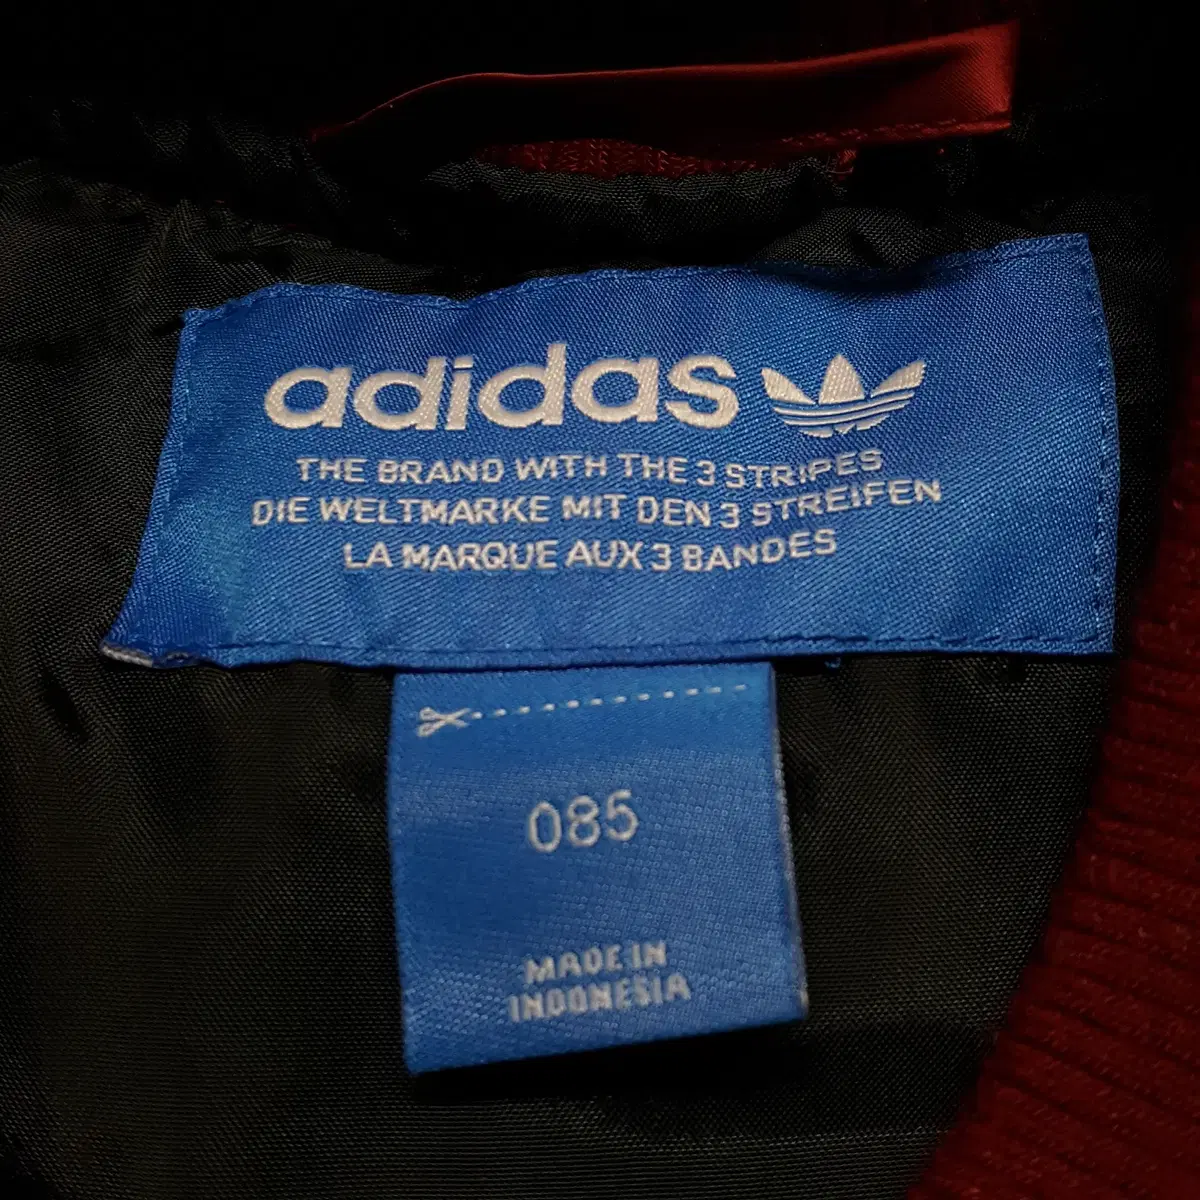 adidas
THE BRAND WITH THE 3 STRIPES
DIE WELTMARKE MIT DEN 3 STREIFEN
LA MARQUE AUX 3 BANDES
085
MADE IN
INDONESIA